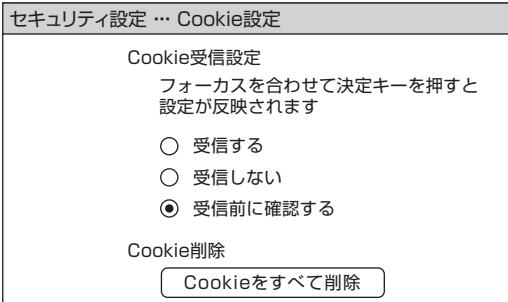 セキュリティ設定 … Cookie設定
Cookie受信設定
フォーカスを合わせて決定キーを押すと
設定が反映されます
受信する
受信しない
受信前に確認する
Cookie削除
Cookieをすべて削除